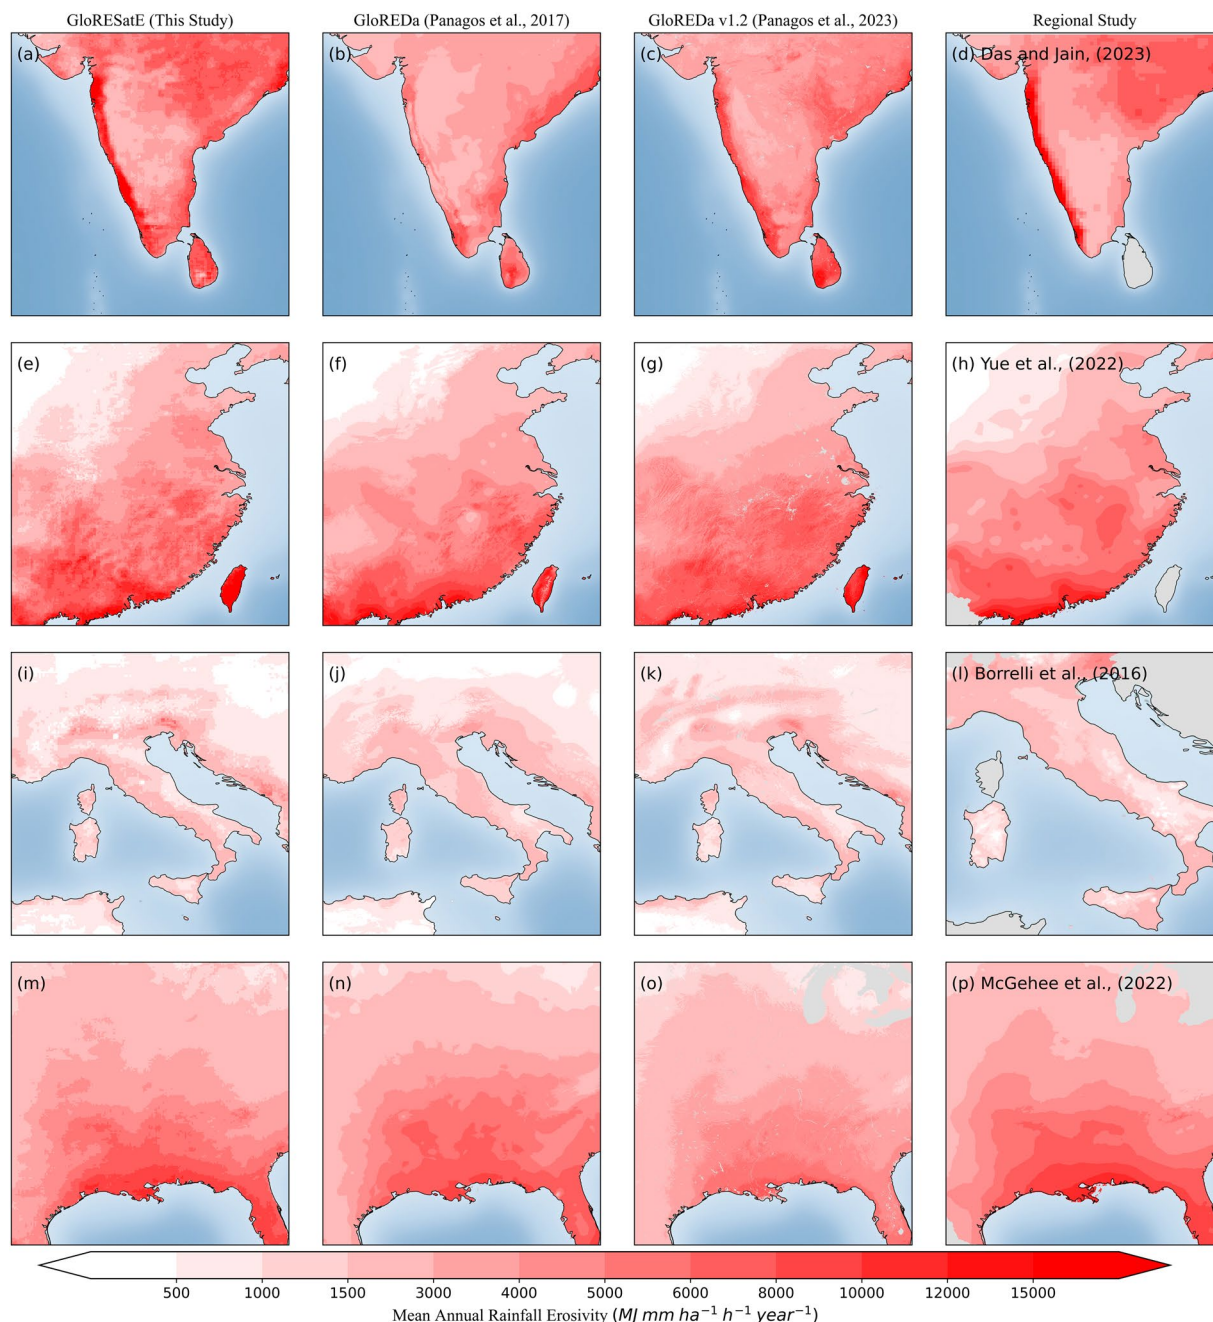 GloRESatE (This Study) GloREDa (Panagos et al., 2017) GloREDa v1.2 (Panagos et al., 2023) Regional Study
(a) (b) (c) (d) Das and Jain, (2023)
(e) (f) (g) (h) Yue et al., (2022)
(i) (j) (k) (l) Borrelli et al., (2016)
(m) (n) (o) (p) McGehee et al., (2022)
500 1000 1500 3000 4000 5000 6000 8000 10000 12000 15000
Mean Annual Rainfall Erosivity (MJ mm ha⁻¹ h⁻¹ year⁻¹)